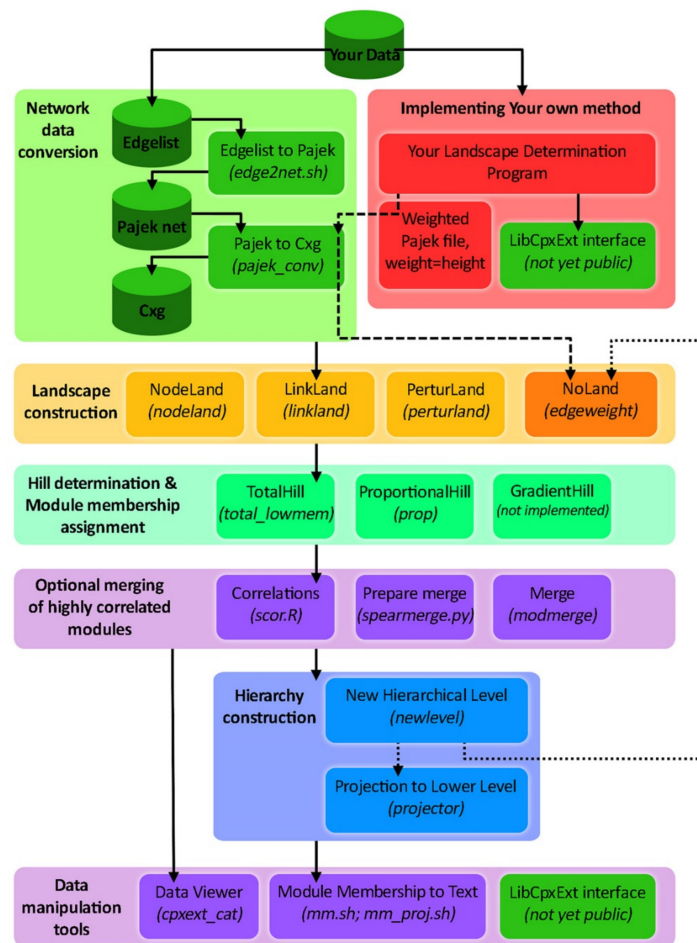 Your Data
Network
data
conversion
Edgelist
Edgelist to Pajek
(edge2net.sh)
Pajek net
Pajek to Cxg
(pajek_conv)
Cxg
Implementing Your own method
Your Landscape Determination
Program
Weighted
Pajek file,
weight=height
LibCpxExt interface
(not yet public)
Landscape
construction
NodeLand
(nodeland)
LinkLand
(linkland)
PerturLand
(perturland)
NoLand
(edgeweight)
Hill determination &
Module membership
assignment
TotalHill
(total_lowmem)
ProportionalHill
(prop)
GradientHill
(not implemented)
Optional merging
of highly correlated
modules
Correlations
(scor.R)
Prepare merge
(spearmerge.py)
Merge
(modmerge)
Hierarchy
construction
New Hierarchical Level
(newlevel)
Projection to Lower Level
(projector)
Data
manipulation
tools
Data Viewer
(cpxext_cat)
Module Membership to Text
(mm.sh; mm_proj.sh)
LibCpxExt interface
(not yet public)